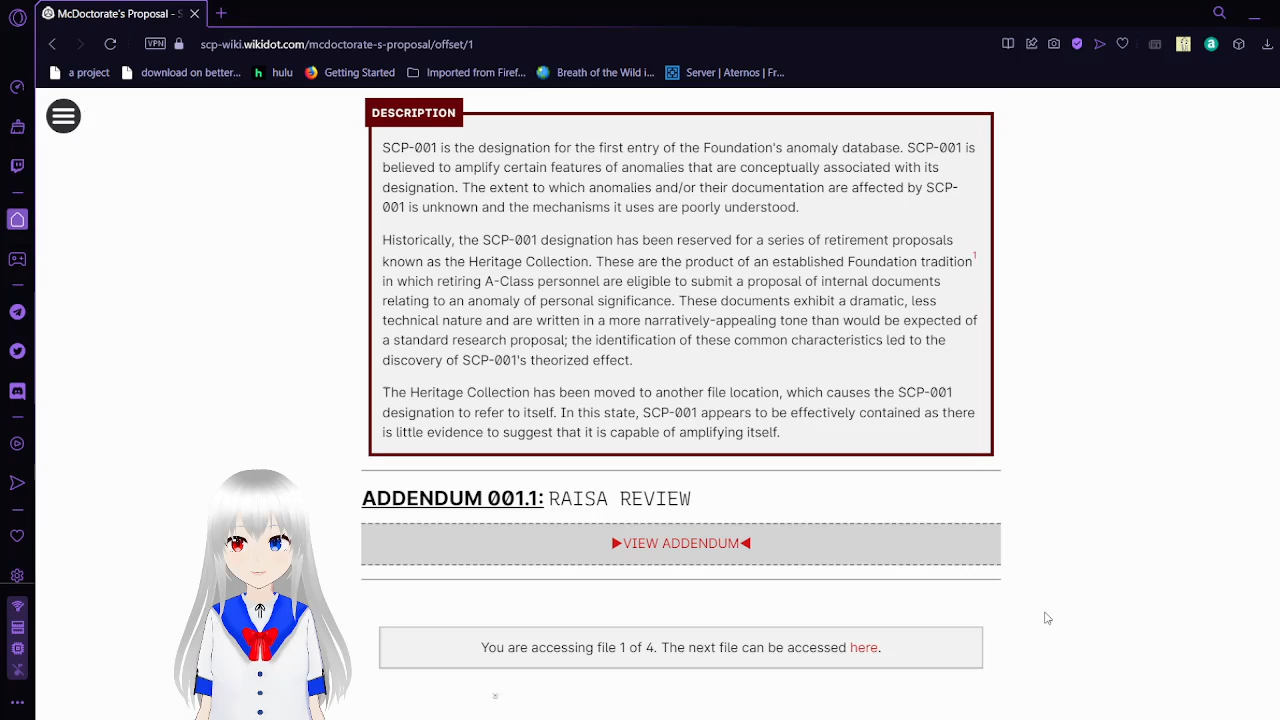 McDoctorate's Proposal - S
VPN
scp-wiki.wikidot.com/mcdoctorate-s-proposal/offset/1
a project
download on better...
hulu
Getting Started
Imported from Firef...
Breath of the Wild i...
Server | Aternos | Fr...
DESCRIPTION
SCP-001 is the designation for the first entry of the Foundation's anomaly database. SCP-001 is
believed to amplify certain features of anomalies that are conceptually associated with its
designation. The extent to which anomalies and/or their documentation are affected by SCP-
001 is unknown and the mechanisms it uses are poorly understood.
Historically, the SCP-001 designation has been reserved for a series of retirement proposals
known as the Heritage Collection. These are the product of an established Foundation tradition1
in which retiring A-Class personnel are eligible to submit a proposal of internal documents
relating to an anomaly of personal significance. These documents exhibit a dramatic, less
technical nature and are written in a more narratively-appealing tone than would be expected of
a standard research proposal; the identification of these common characteristics led to the
discovery of SCP-001's theorized effect.
The Heritage Collection has been moved to another file location, which causes the SCP-001
designation to refer to itself. In this state, SCP-001 appears to be effectively contained as there
is little evidence to suggest that it is capable of amplifying itself.
ADDENDUM 001.1: RAISA REVIEW
▶VIEW ADDENDUM◀
You are accessing file 1 of 4. The next file can be accessed here.